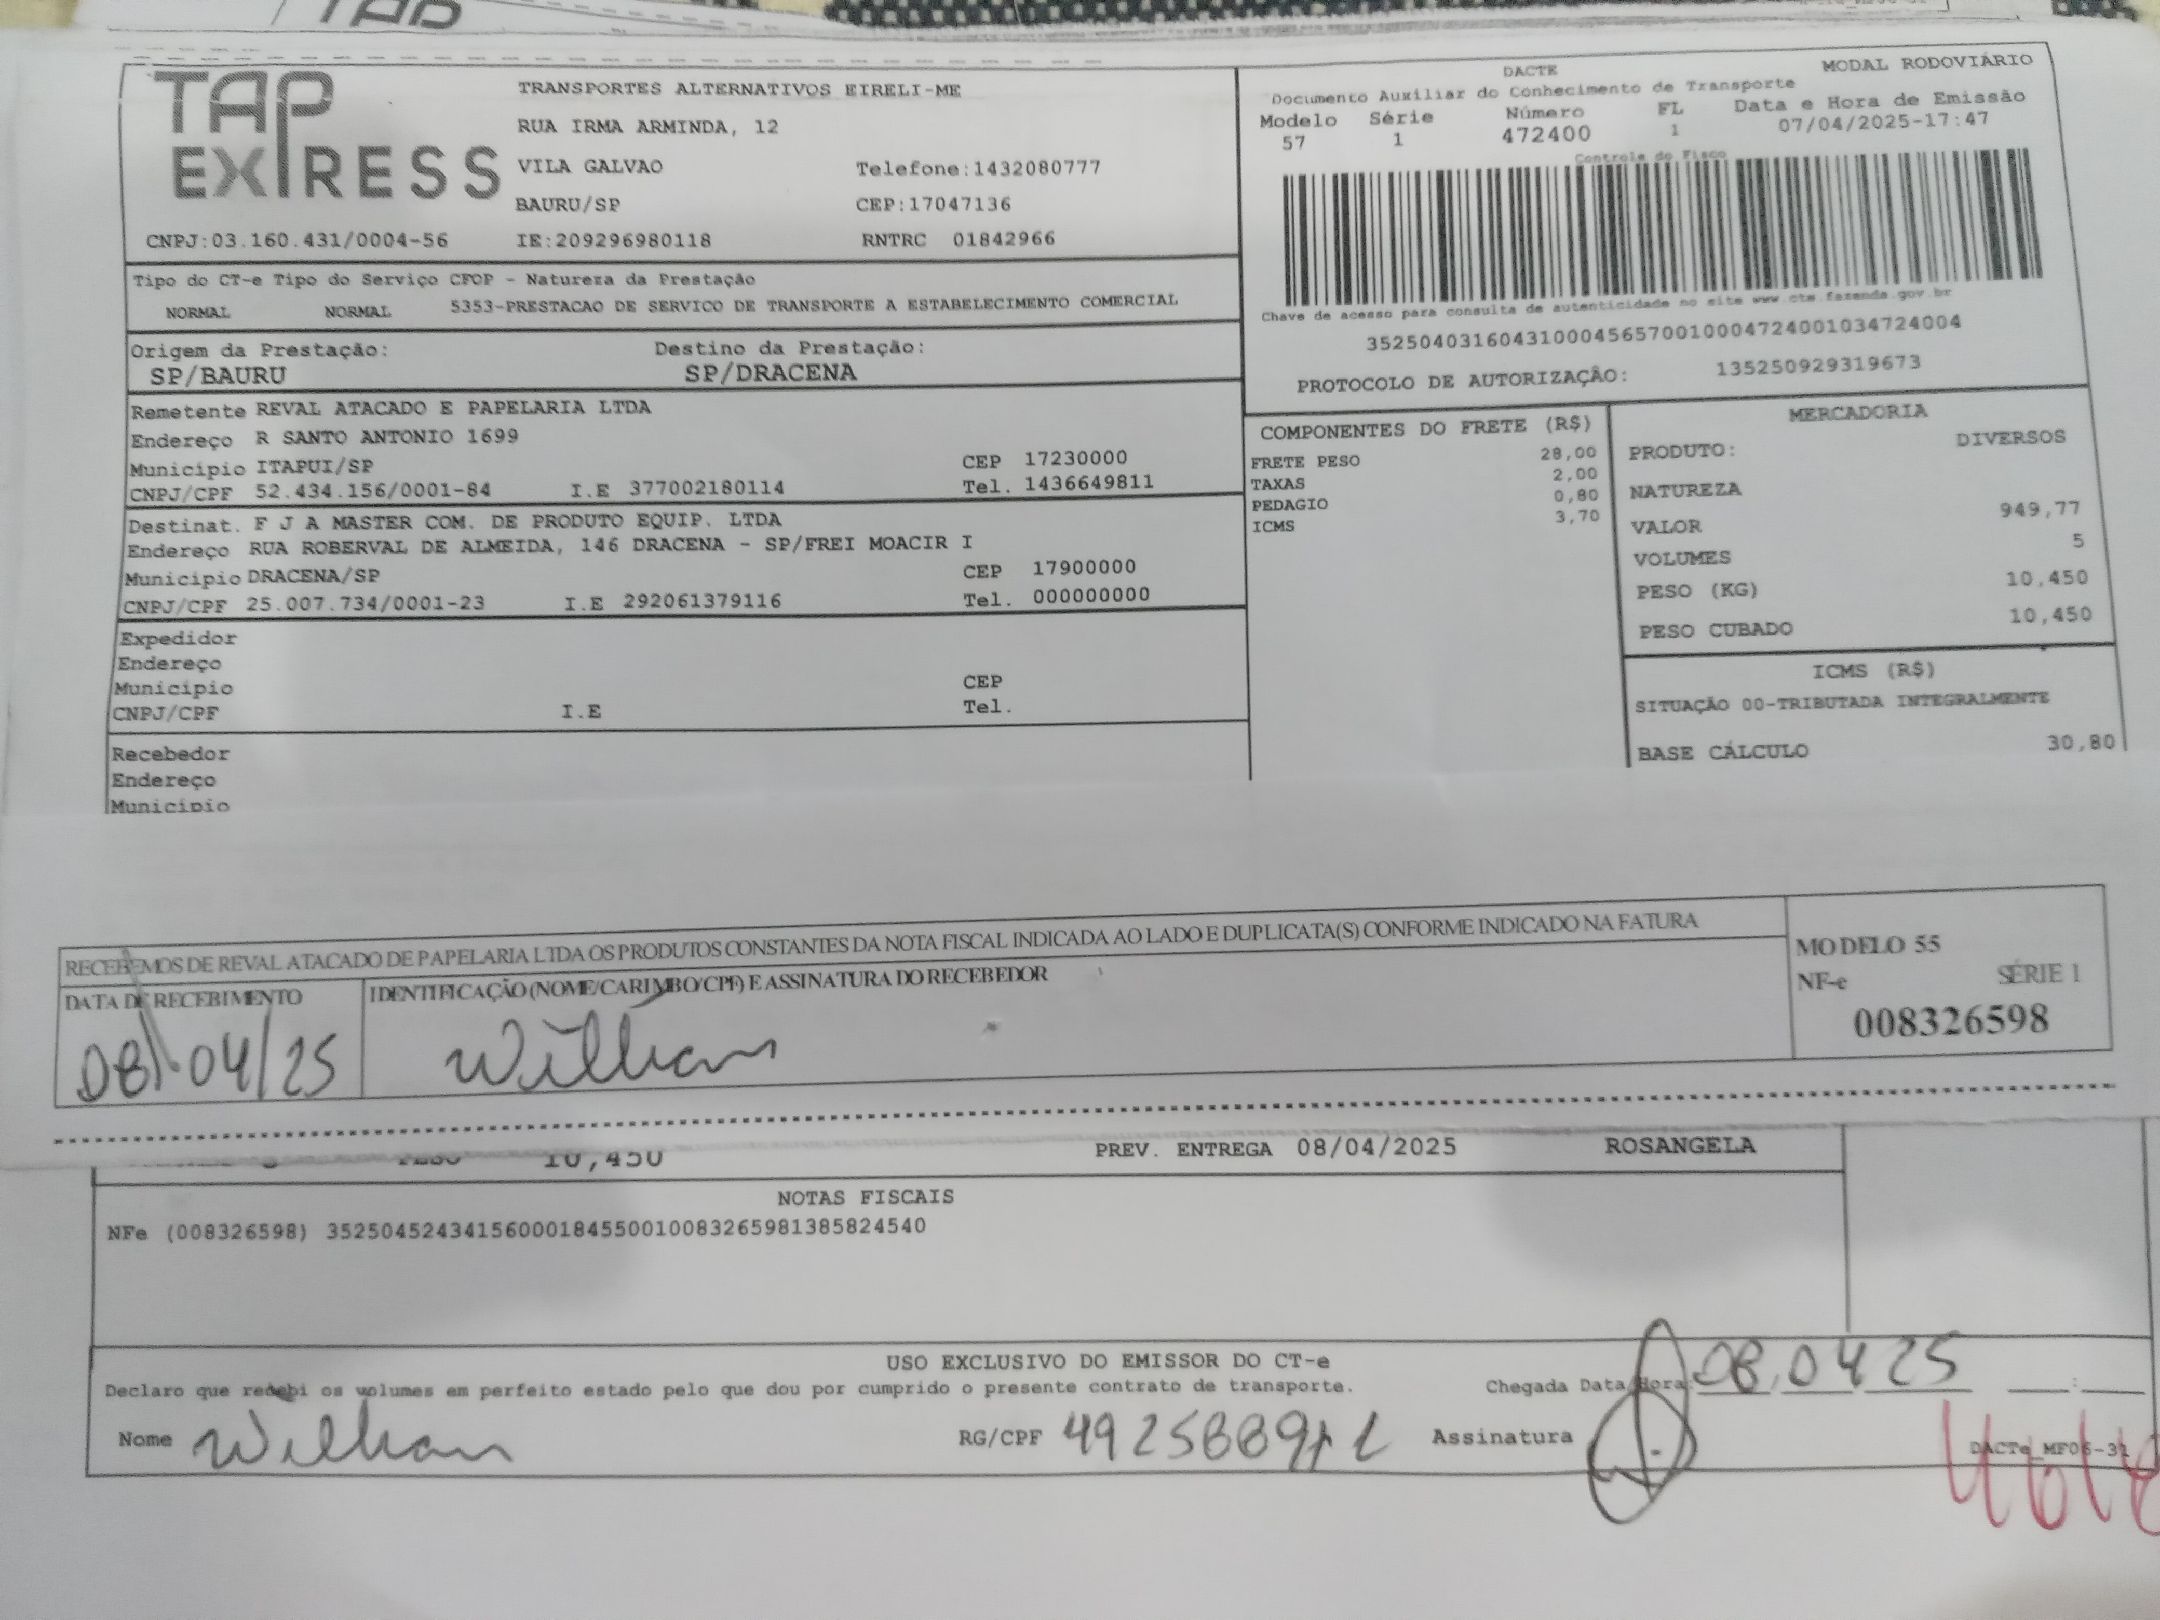 TAP EXPRESS
TRANSPORTES ALTERNATIVOS EIRELI-ME
RUA IRMA ARMINDA, 12
VILA GALVAO Telefone:1432080777
BAURU/SP CEP:17047136
CNPJ:03.160.431/0004-56 IE:209296980118 RNTRC 01842966
DACTE MODAL RODOVIÁRIO
Documento Auxiliar do Conhecimento de Transporte
Modelo Série Número FL Data e Hora de Emissão
57 1 472400 1 07/04/2025-17:47
Controle do Fisco
Chave de acesso para consulta de autenticidade no site www.cte.fazenda.gov.br
35250403160431000456570010004724001034724004
PROTOCOLO DE AUTORIZAÇÃO: 135250929319673
Tipo do CT-e Tipo do Serviço CFOP - Natureza da Prestação
NORMAL NORMAL 5353-PRESTACAO DE SERVICO DE TRANSPORTE A ESTABELECIMENTO COMERCIAL
Origem da Prestação: Destino da Prestação:
SP/BAURU SP/DRACENA
Remetente REVAL ATACADO E PAPELARIA LTDA
Endereço R SANTO ANTONIO 1699
Município ITAPUI/SP CEP 17230000
CNPJ/CPF 52.434.156/0001-84 I.E 377002180114 Tel. 1436649811
Destinat. F J A MASTER COM. DE PRODUTO EQUIP. LTDA
Endereço RUA ROBERVAL DE ALMEIDA, 146 DRACENA - SP/FREI MOACIR I
Município DRACENA/SP CEP 17900000
CNPJ/CPF 25.007.734/0001-23 I.E 292061379116 Tel. 000000000
Expedidor
Endereço
Município CEP
CNPJ/CPF I.E Tel.
Recebedor
Endereço
Município
COMPONENTES DO FRETE (R$)
FRETE PESO 28,00
TAXAS 2,00
PEDAGIO 0,80
ICMS 3,70
MERCADORIA
PRODUTO: DIVERSOS
NATUREZA
VALOR 949,77
VOLUMES 5
PESO (KG) 10,450
PESO CUBADO 10,450
ICMS (R$)
SITUAÇÃO 00-TRIBUTADA INTEGRALMENTE
BASE CÁLCULO 30,80
RECEBEMOS DE REVAL ATACADO DE PAPELARIA LTDA OS PRODUTOS CONSTANTES DA NOTA FISCAL INDICADA AO LADO E DUPLICATA(S) CONFORME INDICADO NA FATURA
DATA DE RECEBIMENTO IDENTIFICAÇÃO (NOME/CARIMBO/CPF) E ASSINATURA DO RECEBEDOR
08/04/25 Willian
MODELO 55
NF-e SÉRIE 1
008326598
PESO 10,450 PREV. ENTREGA 08/04/2025 ROSANGELA
NOTAS FISCAIS
NFe (008326598) 35250452434156000184550010083265981385824540
USO EXCLUSIVO DO EMISSOR DO CT-e
Declaro que recebi os volumes em perfeito estado pelo que dou por cumprido o presente contrato de transporte. Chegada Data/Hora: 08 04 25
Nome Willian RG/CPF Assinatura
DACTe_MF06-31